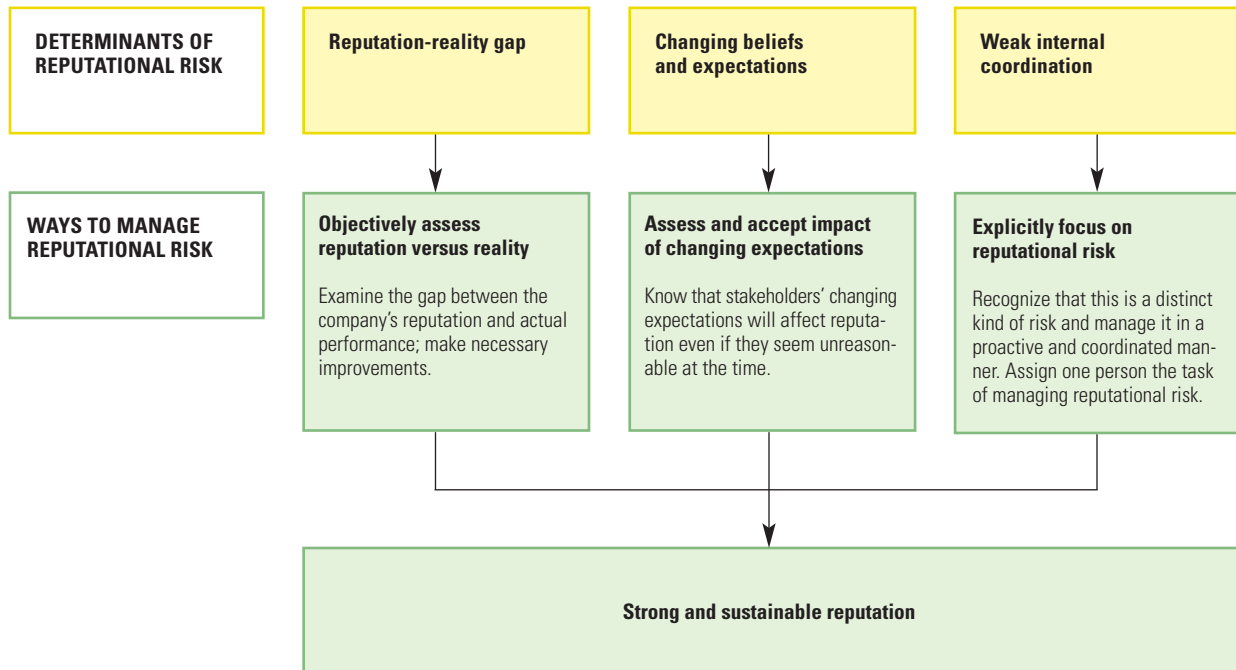 DETERMINANTS OF
REPUTATIONAL RISK
Reputation-reality gap
Changing beliefs
and expectations
Weak internal
coordination
WAYS TO MANAGE
REPUTATIONAL RISK
Objectively assess
reputation versus reality
Examine the gap between the
company’s reputation and actual
performance; make necessary
improvements.
Assess and accept impact
of changing expectations
Know that stakeholders’ changing
expectations will affect reputa-
tion even if they seem unreason-
able at the time.
Explicitly focus on
reputational risk
Recognize that this is a distinct
kind of risk and manage it in a
proactive and coordinated man-
ner. Assign one person the task
of managing reputational risk.
Strong and sustainable reputation